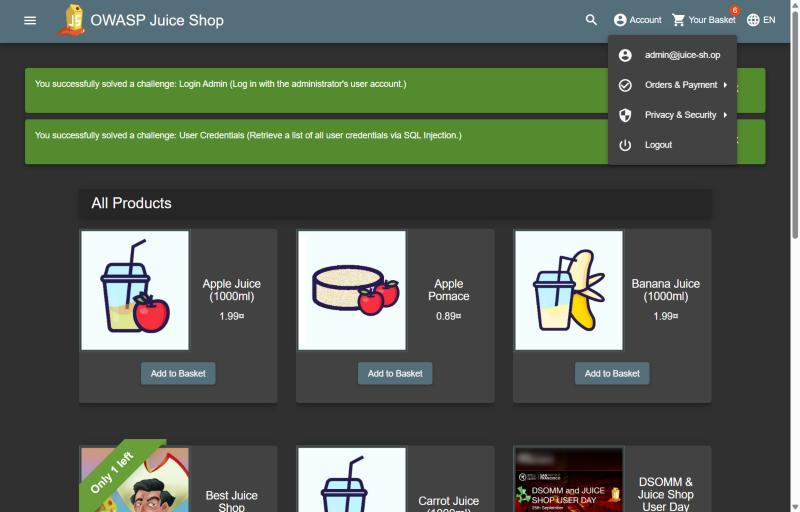 OWASP Juice Shop
Account
Your Basket
6
EN
admin@juice-sh.op
Orders & Payment
Privacy & Security
Logout
You successfully solved a challenge: Login Admin (Log in with the administrator's user account.)
You successfully solved a challenge: User Credentials (Retrieve a list of all user credentials via SQL Injection.)
All Products
Apple Juice
(1000ml)
1.99¤
Add to Basket
Apple
Pomace
0.89¤
Add to Basket
Banana Juice
(1000ml)
1.99¤
Add to Basket
Only 1 left
Best Juice
Shop
Carrot Juice
(1000ml)
DSOMM and JUICE
SHOP USER DAY
DSOMM &
Juice Shop
User Day